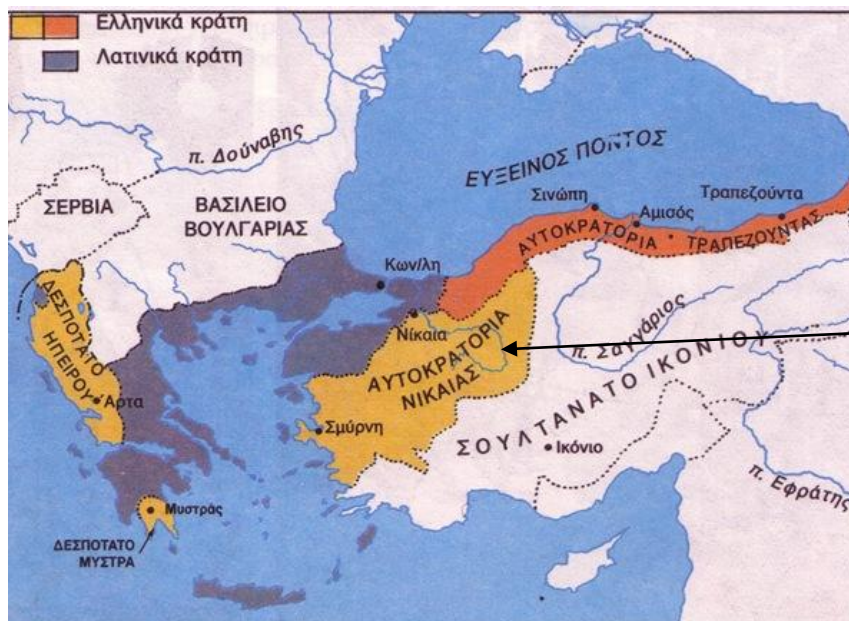 Ελληνικά κράτη
Λατινικά κράτη
π. Δούναβης
ΕΥΞΕΙΝΟΣ ΠΟΝΤΟΣ
ΣΕΡΒΙΑ
ΒΑΣΙΛΕΙΟ
ΒΟΥΛΓΑΡΙΑΣ
Σινώπη
Τραπεζούντα
Αμισός
ΑΥΤΟΚΡΑΤΟΡΙΑ ΤΡΑΠΕΖΟΥΝΤΑΣ
Κων/λη
ΔΕΣΠΟΤΑΤΟ
ΗΠΕΙΡΟΥ
Νίκαια
π. Σαγγάριος
ΑΥΤΟΚΡΑΤΟΡΙΑ
ΝΙΚΑΙΑΣ
Άρτα
Σμύρνη
ΣΟΥΛΤΑΝΑΤΟ ΙΚΟΝΙΟΥ
Ικόνιο
π. Εφράτης
Μυστράς
ΔΕΣΠΟΤΑΤΟ
ΜΥΣΤΡΑ